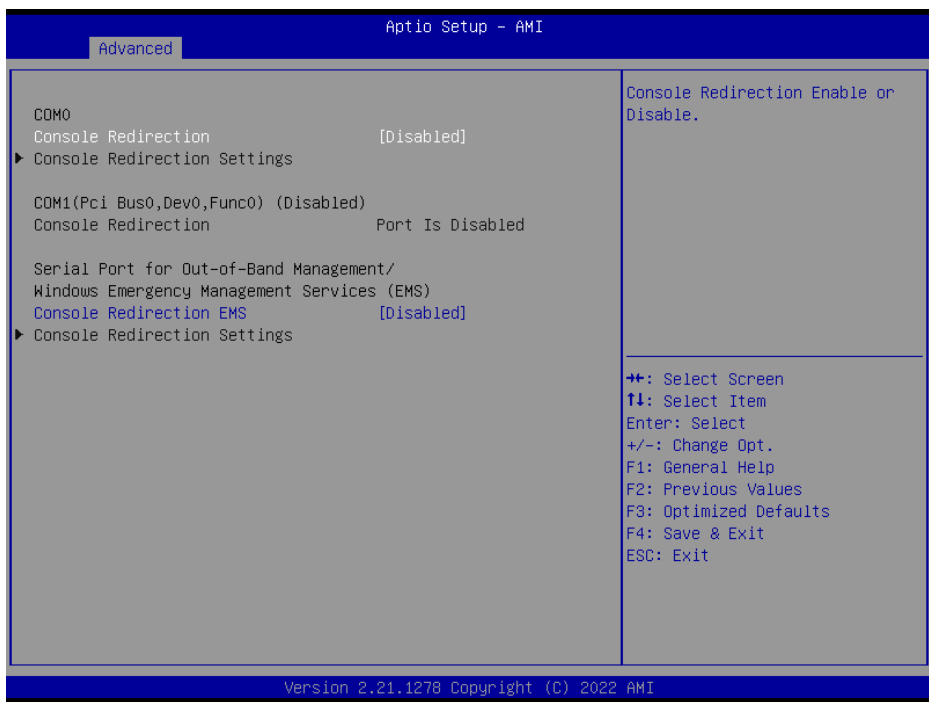 Aptio Setup – AMI
Advanced
COM0
Console Redirection [Disabled]
▶ Console Redirection Settings
COM1(Pci Bus0,Dev0,Func0) (Disabled)
Console Redirection Port Is Disabled
Serial Port for Out-of-Band Management/
Windows Emergency Management Services (EMS)
Console Redirection EMS [Disabled]
▶ Console Redirection Settings
Console Redirection Enable or
Disable.
→←: Select Screen
↑↓: Select Item
Enter: Select
+/-: Change Opt.
F1: General Help
F2: Previous Values
F3: Optimized Defaults
F4: Save & Exit
ESC: Exit
Version 2.21.1278 Copyright (C) 2022 AMI